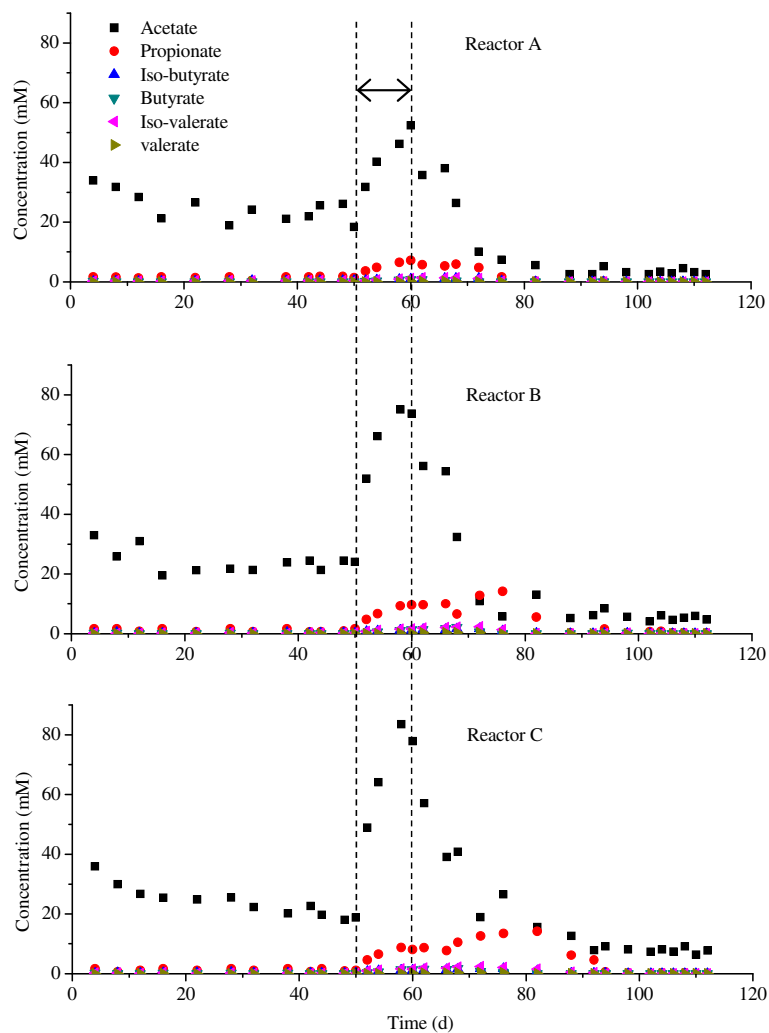 80
60
40
20
0
Concentration (mM)
Acetate
Propionate
Iso-butyrate
Butyrate
Iso-valerate
valerate
Reactor A
0 20 40 60 80 100 120
80
60
40
20
0
Concentration (mM)
Reactor B
0 20 40 60 80 100 120
80
60
40
20
0
Concentration (mM)
Reactor C
0 20 40 60 80 100 120
Time (d)